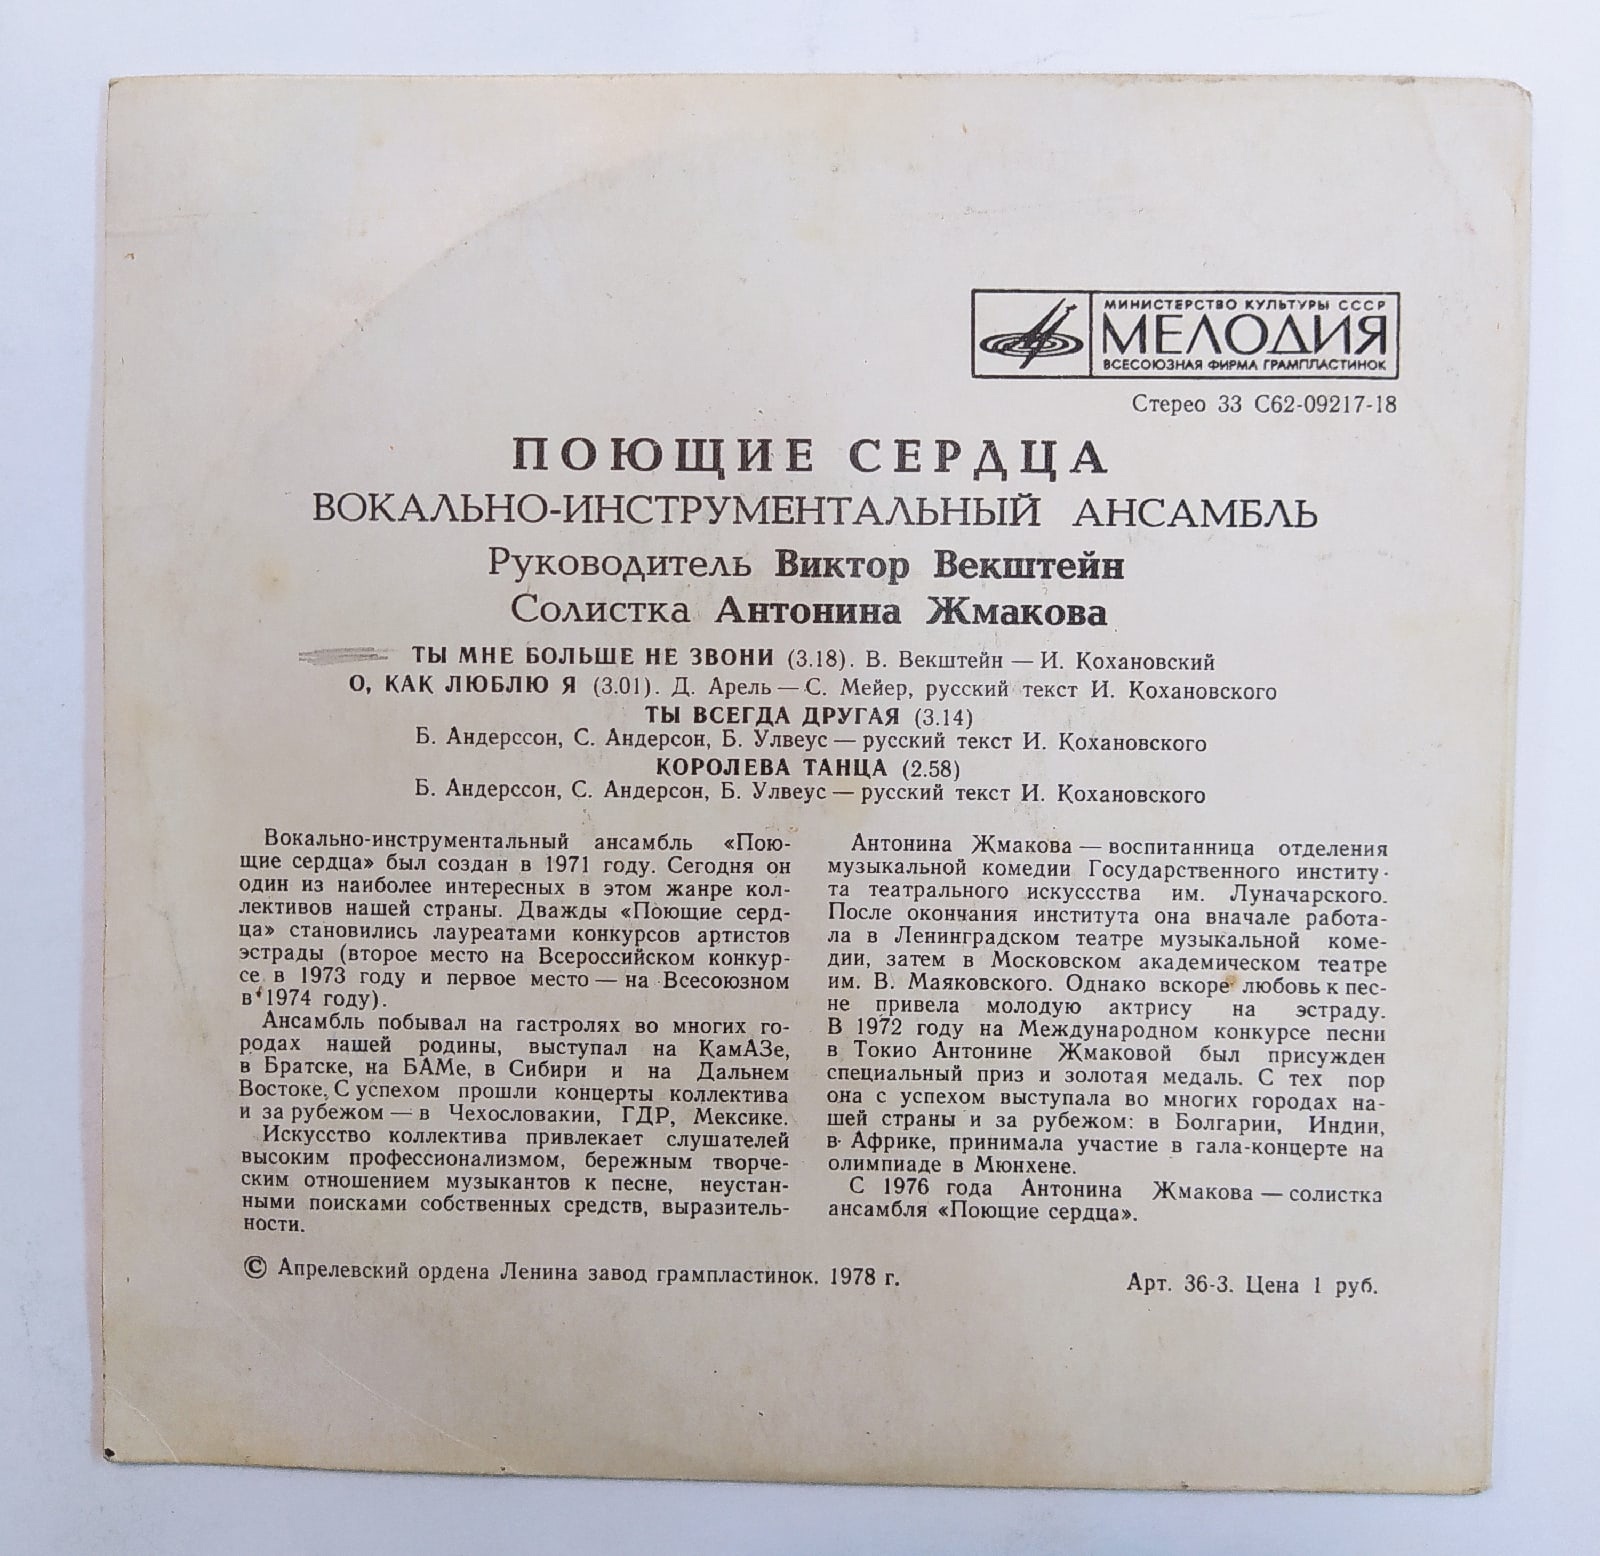 МИНИСТЕРСТВО КУЛЬТУРЫ СССР
МЕЛОДИЯ
ВСЕСОЮЗНАЯ ФИРМА ГРАМПЛАСТИНОК
Стерео 33 С62-09217-18
ПОЮЩИЕ СЕРДЦА
ВОКАЛЬНО-ИНСТРУМЕНТАЛЬНЫЙ АНСАМБЛЬ
Руководитель Виктор Векштейн
Солистка Антонина Жмакова
ТЫ МНЕ БОЛЬШЕ НЕ ЗВОНИ (3.18). В. Векштейн — И. Кохановский
О, КАК ЛЮБЛЮ Я (3.01). Д. Арель — С. Мейер, русский текст И. Кохановского
ТЫ ВСЕГДА ДРУГАЯ (3.14)
Б. Андерссон, С. Андерсон, Б. Улвеус — русский текст И. Кохановского
КОРОЛЕВА ТАНЦА (2.58)
Б. Андерссон, С. Андерсон, Б. Улвеус — русский текст И. Кохановского
Вокально-инструментальный ансамбль «Пою-
щие сердца» был создан в 1971 году. Сегодня он
один из наиболее интересных в этом жанре кол-
лективов нашей страны. Дважды «Поющие серд-
ца» становились лауреатами конкурсов артистов
эстрады (второе место на Всероссийском конкур-
се в 1973 году и первое место — на Всесоюзном
в 1974 году).
Ансамбль побывал на гастролях во многих го-
родах нашей родины, выступал на КамАЗе,
в Братске, на БАМе, в Сибири и на Дальнем
Востоке. С успехом прошли концерты коллектива
и за рубежом — в Чехословакии, ГДР, Мексике.
Искусство коллектива привлекает слушателей
высоким профессионализмом, бережным творче-
ским отношением музыкантов к песне, неустан-
ными поисками собственных средств, выразитель-
ности.
Антонина Жмакова — воспитанница отделения
музыкальной комедии Государственного институ-
та театрального искуссства им. Луначарского.
После окончания института она вначале работа-
ла в Ленинградском театре музыкальной коме-
дии, затем в Московском академическом театре
им. В. Маяковского. Однако вскоре любовь к пес-
не привела молодую актрису на эстраду.
В 1972 году на Международном конкурсе песни
в Токио Антонине Жмаковой был присужден
специальный приз и золотая медаль. С тех пор
она с успехом выступала во многих городах на-
шей страны и за рубежом: в Болгарии, Индии,
в Африке, принимала участие в гала-концерте на
олимпиаде в Мюнхене.
С 1976 года Антонина Жмакова — солистка
ансамбля «Поющие сердца».
© Апрелевский ордена Ленина завод грампластинок. 1978 г.
Арт. 36-3. Цена 1 руб.